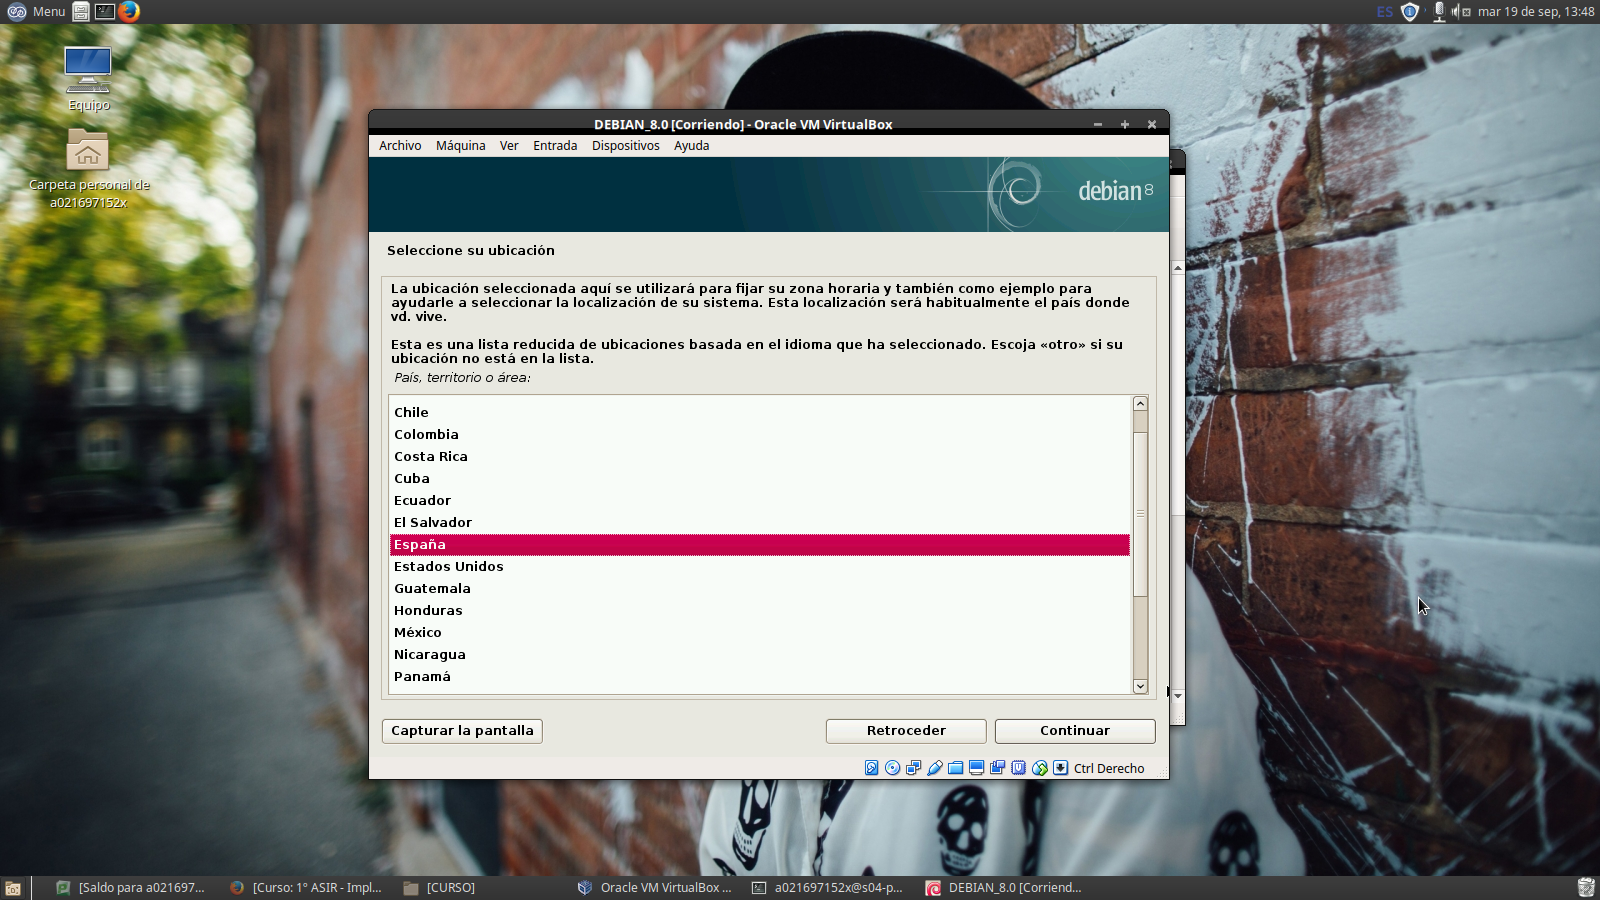 Menu
ES
mar 19 de sep, 13:48
Equipo
Carpeta personal de
a021697152x
DEBIAN_8.0 [Corriendo] - Oracle VM VirtualBox
Archivo Máquina Ver Entrada Dispositivos Ayuda
debian 8
Seleccione su ubicación
La ubicación seleccionada aquí se utilizará para fijar su zona horaria y también como ejemplo para
ayudarle a seleccionar la localización de su sistema. Esta localización será habitualmente el país donde
vd. vive.
Esta es una lista reducida de ubicaciones basada en el idioma que ha seleccionado. Escoja «otro» si su
ubicación no está en la lista.
País, territorio o área:
Chile
Colombia
Costa Rica
Cuba
Ecuador
El Salvador
España
Estados Unidos
Guatemala
Honduras
México
Nicaragua
Panamá
Capturar la pantalla
Retroceder
Continuar
Ctrl Derecho
[Saldo para a021697...
[Curso: 1º ASIR - Impl...
[CURSO]
Oracle VM VirtualBox ...
a021697152x@s04-p...
DEBIAN_8.0 [Corriend...